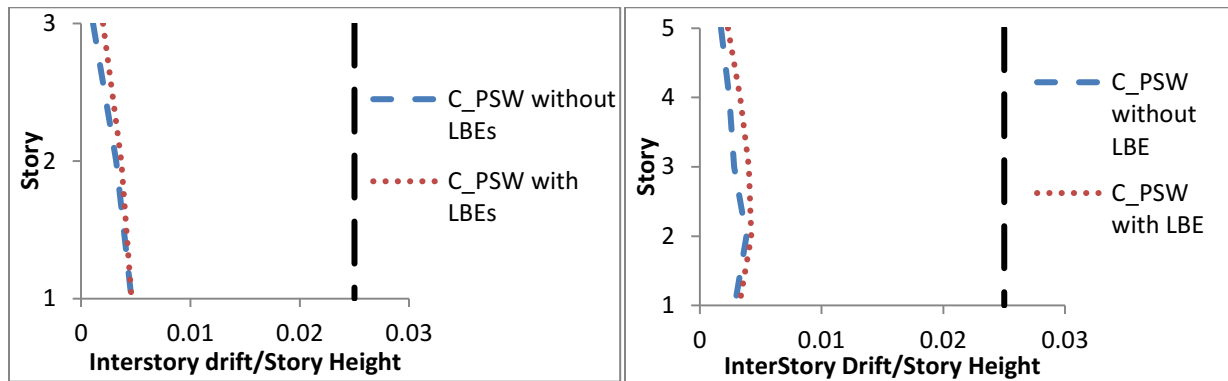 3
2
1
Story
0
0.01
0.02
0.03
Interstory drift/Story Height
C_PSW without
LBEs
C_PSW with
LBEs
5
4
3
2
1
Story
0
0.01
0.02
0.03
InterStory Drift/Story Height
C_PSW
without
LBE
C_PSW
with LBE